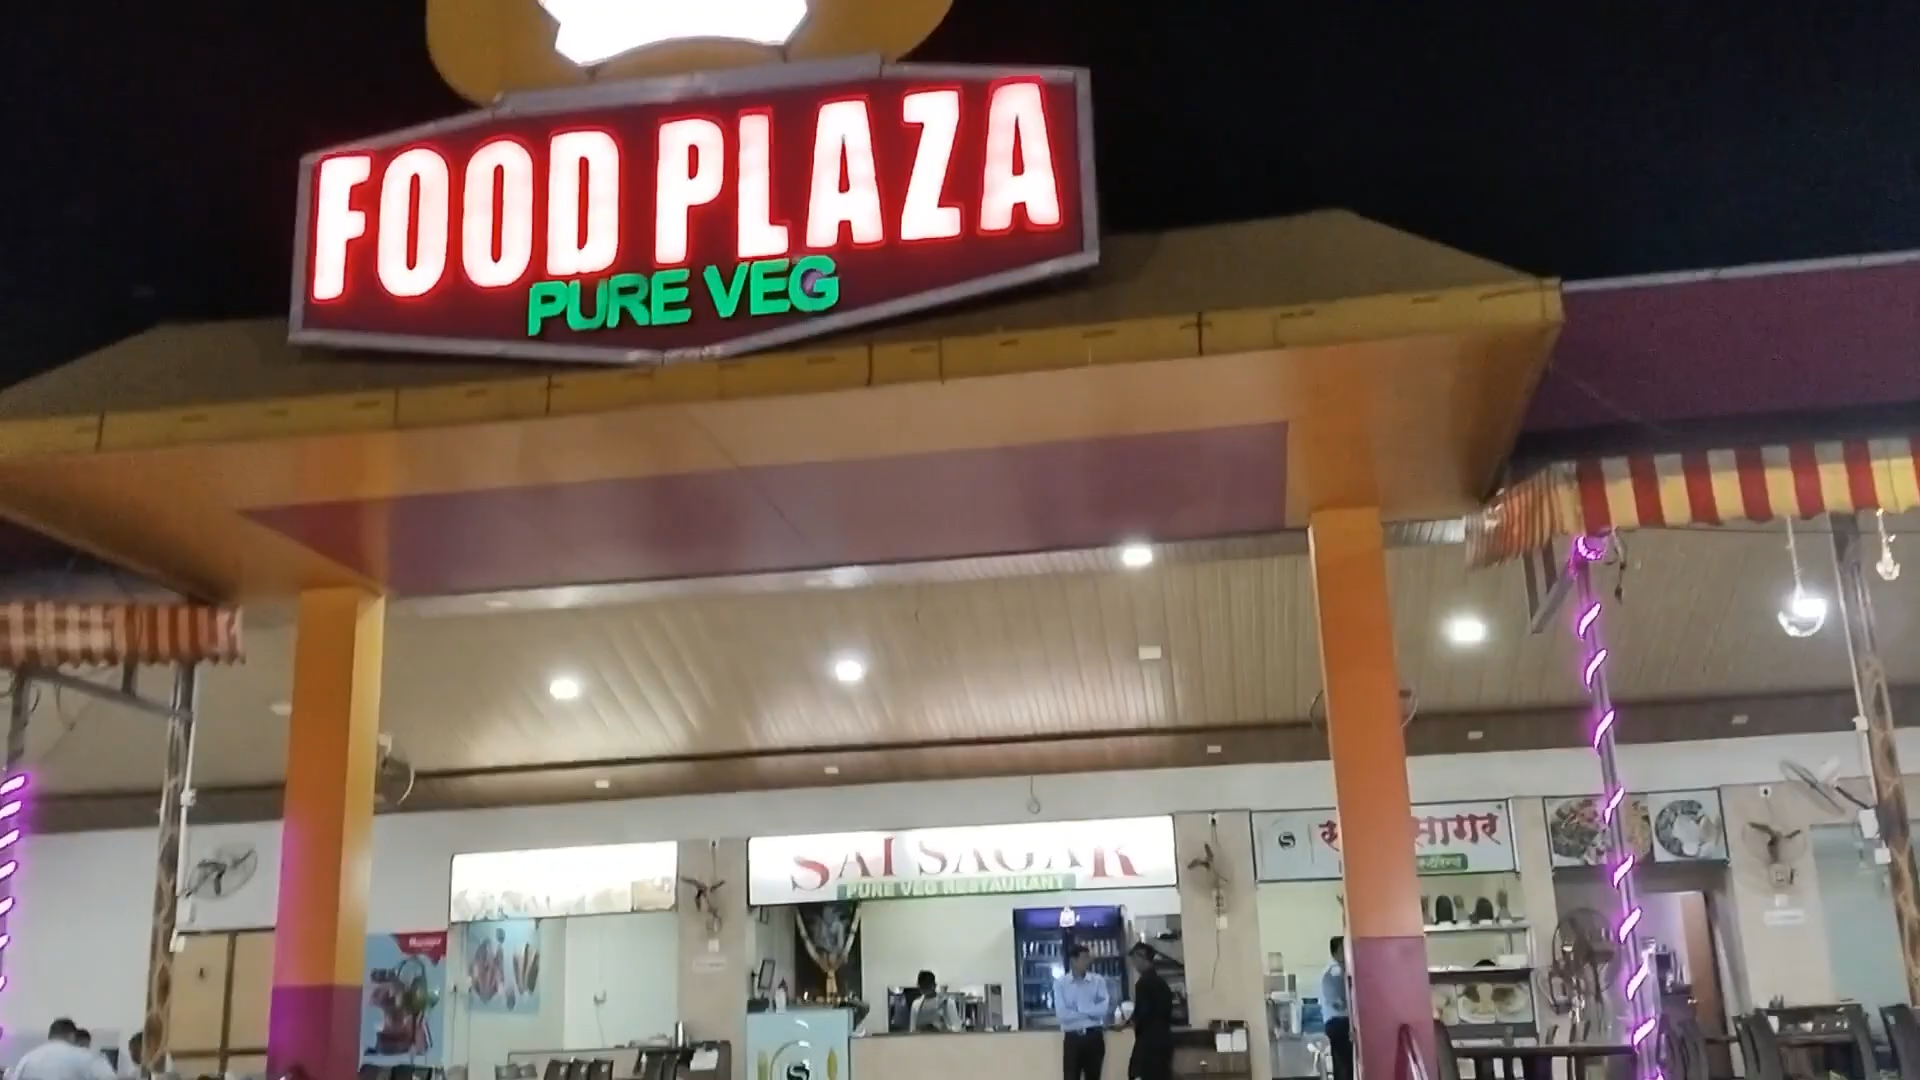 FOOD PLAZA
PURE VEG
SAI SAGAR
PURE VEG RESTAURANT
सागर
S